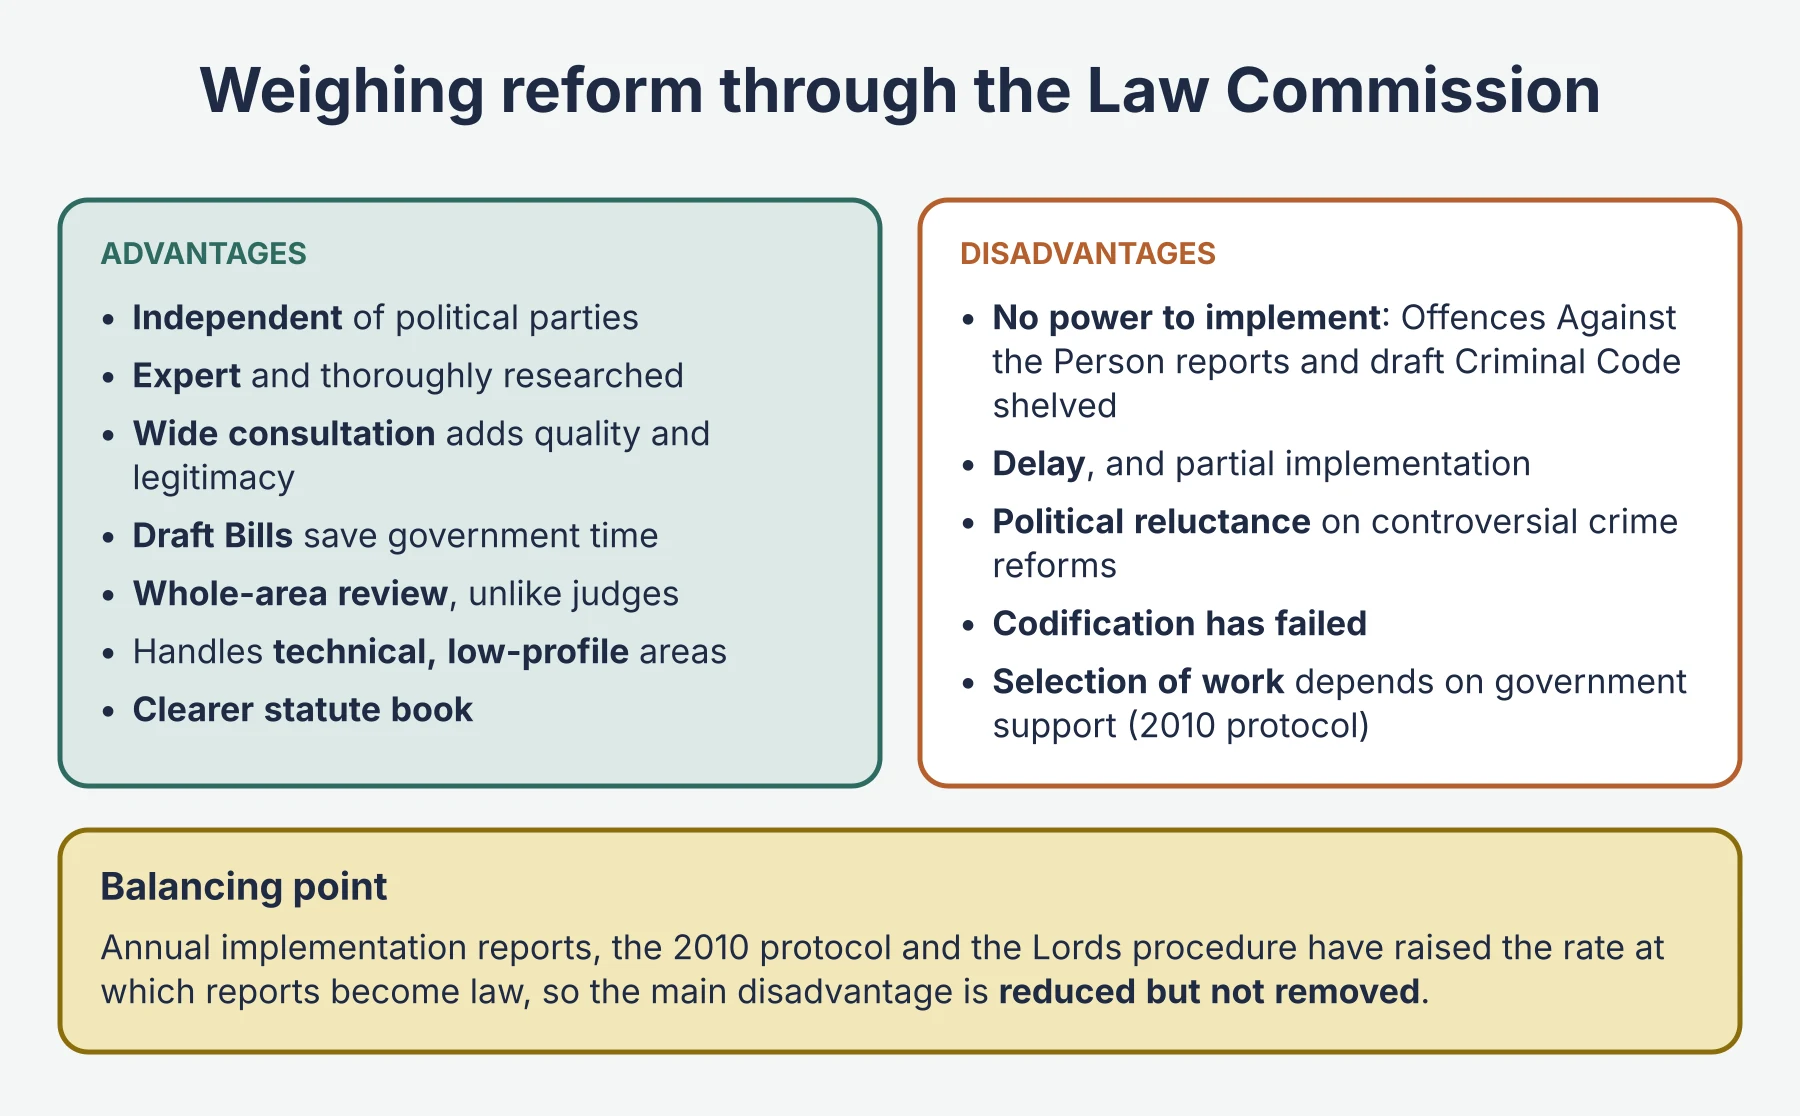 Weighing reform through the Law Commission
ADVANTAGES
• Independent of political parties
• Expert and thoroughly researched
• Wide consultation adds quality and
legitimacy
• Draft Bills save government time
• Whole-area review, unlike judges
• Handles technical, low-profile areas
• Clearer statute book
DISADVANTAGES
• No power to implement: Offences Against
the Person reports and draft Criminal Code
shelved
• Delay, and partial implementation
• Political reluctance on controversial crime
reforms
• Codification has failed
• Selection of work depends on government
support (2010 protocol)
Balancing point
Annual implementation reports, the 2010 protocol and the Lords procedure have raised the rate at
which reports become law, so the main disadvantage is reduced but not removed.